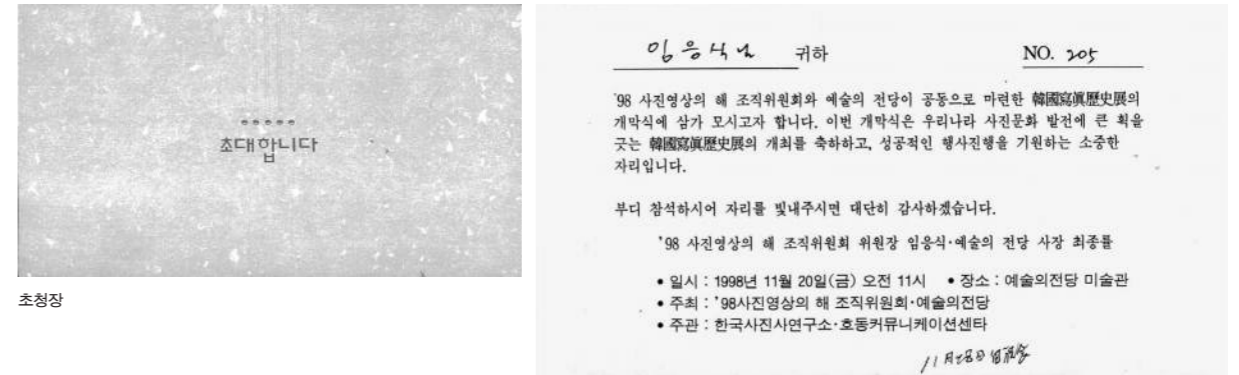 초대합니다
초청장
임응식님 귀하
NO. 205
'98 사진영상의 해 조직위원회와 예술의 전당이 공동으로 마련한 韓國寫眞歷史展의
개막식에 삼가 모시고자 합니다. 이번 개막식은 우리나라 사진문화 발전에 큰 획을
긋는 韓國寫眞歷史展의 개최를 축하하고, 성공적인 행사진행을 기원하는 소중한
자리입니다.
부디 참석하시어 자리를 빛내주시면 대단히 감사하겠습니다.
'98 사진영상의 해 조직위원회 위원장 임응식·예술의 전당 사장 최종률
• 일시 : 1998년 11월 20일(금) 오전 11시 • 장소 : 예술의전당 미술관
• 주최 : '98사진영상의 해 조직위원회·예술의전당
• 주관 : 한국사진사연구소·호동커뮤니케이션센타
11月